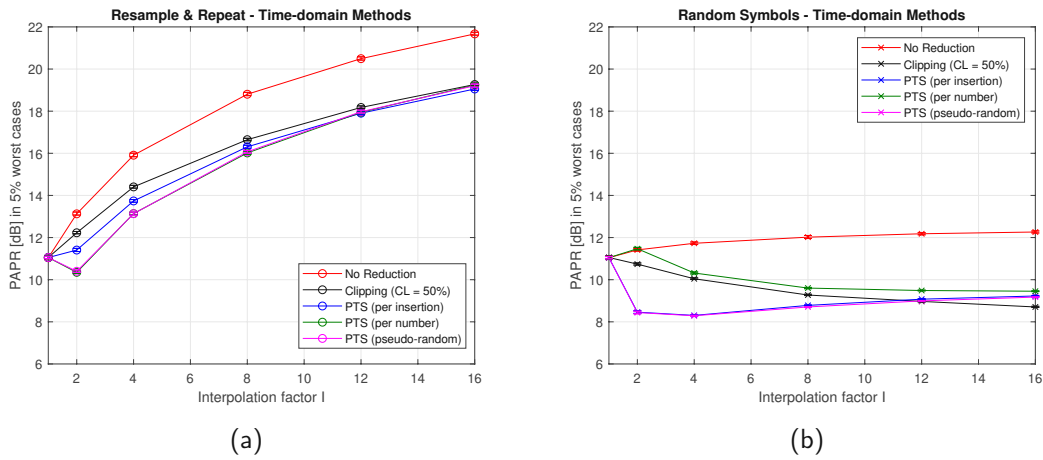 Resample & Repeat - Time-domain Methods
22
20
18
16
14
12
10
8
6
PAPR [dB] in 5% worst cases
No Reduction
Clipping (CL = 50%)
PTS (per insertion)
PTS (per number)
PTS (pseudo-random)
2 4 6 8 10 12 14 16
Interpolation factor I
(a)
Random Symbols - Time-domain Methods
22
20
18
16
14
12
10
8
6
PAPR [dB] in 5% worst cases
No Reduction
Clipping (CL = 50%)
PTS (per insertion)
PTS (per number)
PTS (pseudo-random)
2 4 6 8 10 12 14 16
Interpolation factor I
(b)